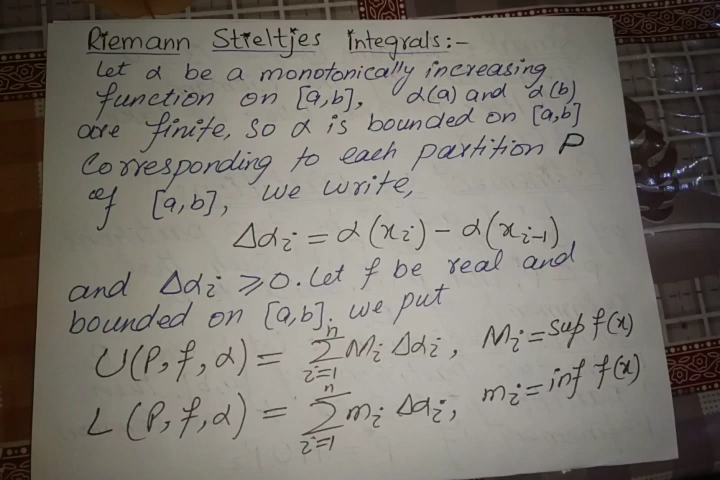 Riemann Stieltjes Integrals:-
Let α be a monotonically increasing
function on [a,b], α(a) and α(b)
are finite, so α is bounded on [a,b]
Corresponding to each partition P
of [a,b], we write,
Δαi = α(xi) - α(xi-1)
and Δαi ⩾ 0. Let f be real and
bounded on [a,b]. we put
U(P,f,α) = n∑i=1 Mi Δαi, Mi = sup f(x)
L(P,f,α) = n∑i=1 mi Δαi, mi = inf f(x)